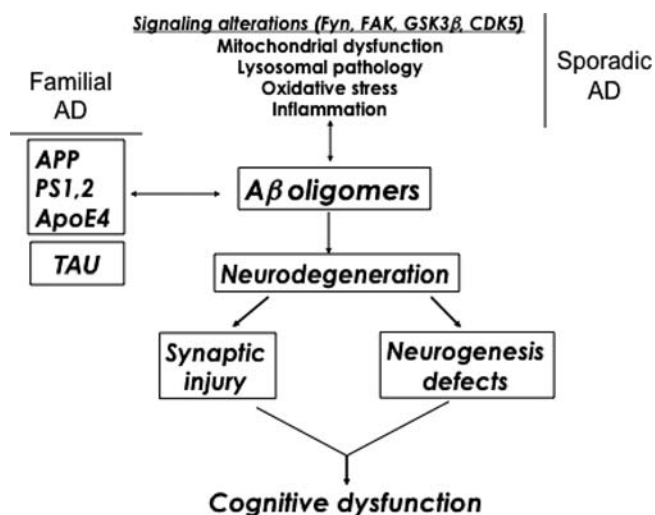 Signaling alterations (Fyn, FAK, GSK3β, CDK5)
Mitochondrial dysfunction
Lysosomal pathology
Oxidative stress
Inflammation
Sporadic
AD
Familial
AD
APP
PS1,2
ApoE4
TAU
Aβ oligomers
Neurodegeneration
Synaptic
injury
Neurogenesis
defects
Cognitive dysfunction